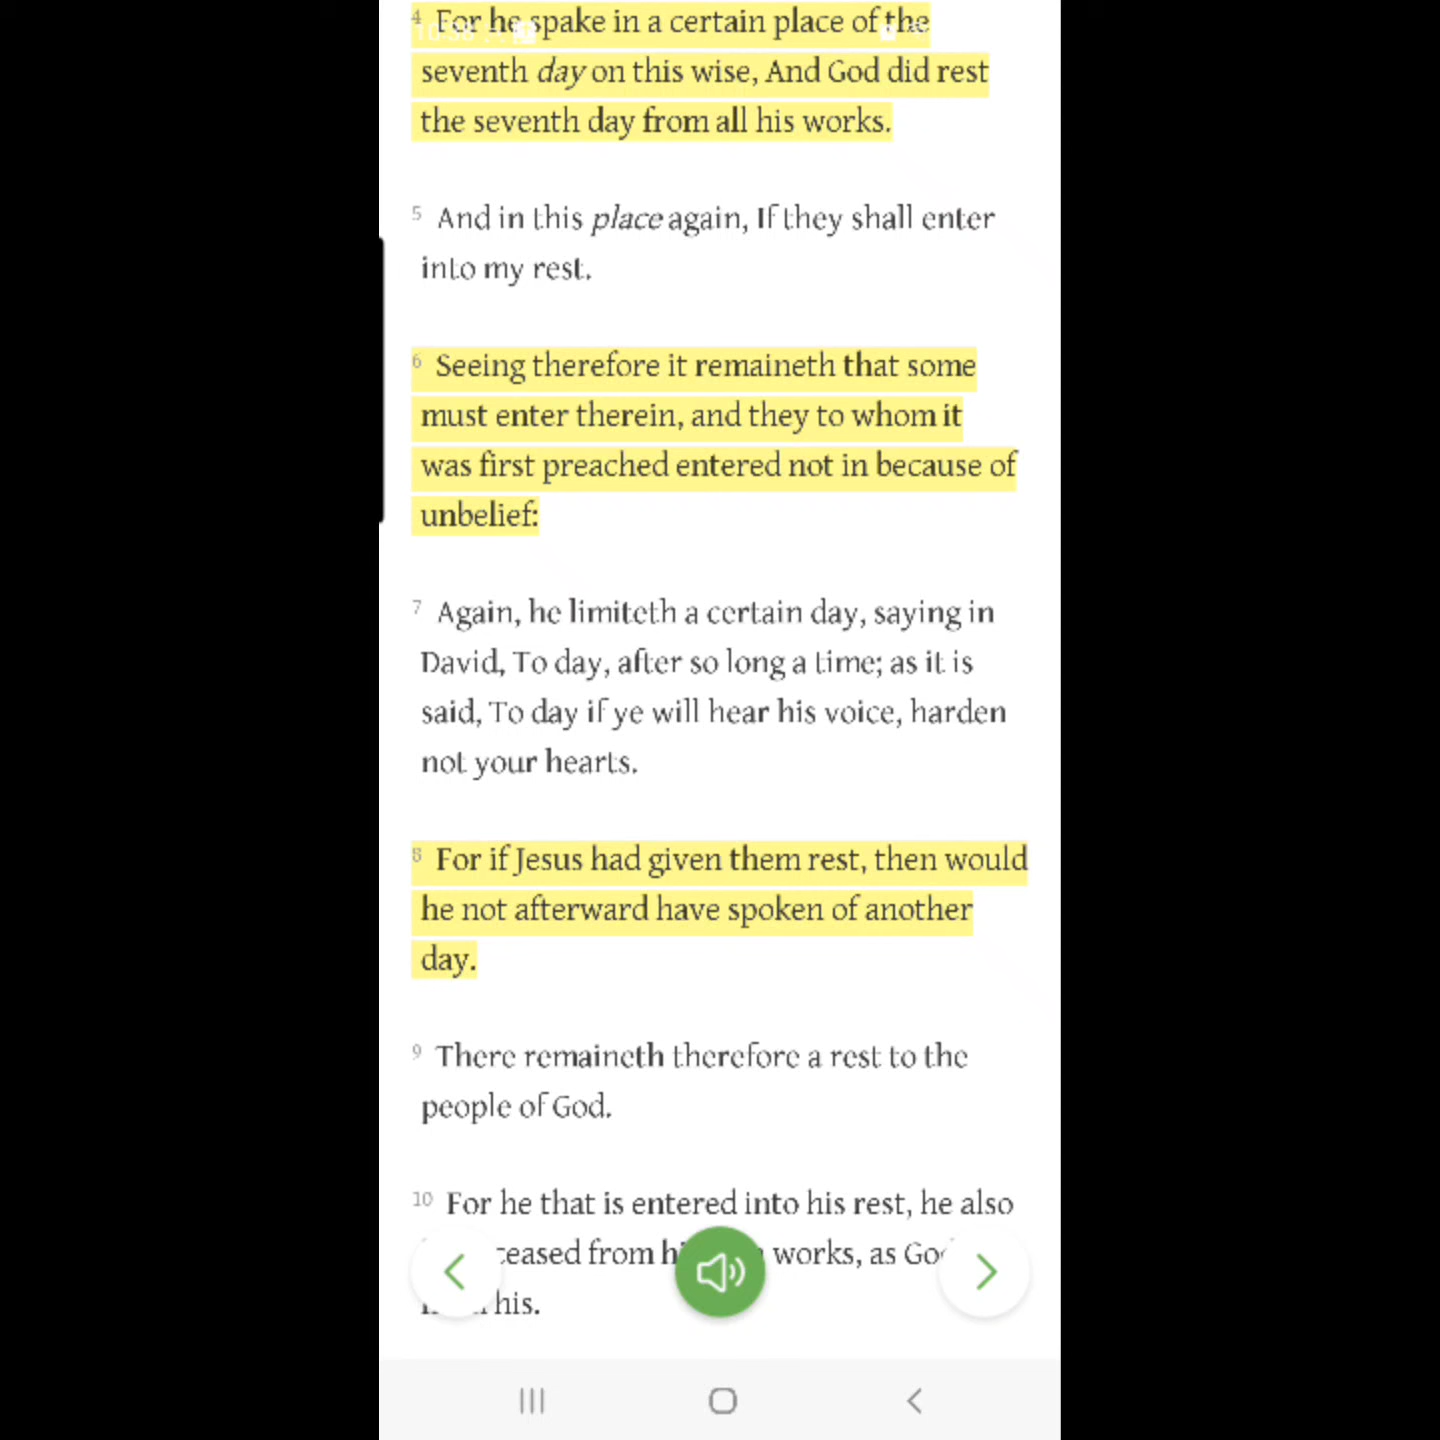 4 For he spake in a certain place of the
seventh day on this wise, And God did rest
the seventh day from all his works.
5 And in this place again, If they shall enter
into my rest.
6 Seeing therefore it remaineth that some
must enter therein, and they to whom it
was first preached entered not in because of
unbelief:
7 Again, he limiteth a certain day, saying in
David, To day, after so long a time; as it is
said, To day if ye will hear his voice, harden
not your hearts.
8 For if Jesus had given them rest, then would
he not afterward have spoken of another
day.
9 There remaineth therefore a rest to the
people of God.
10 For he that is entered into his rest, he also
ceased from works, as
his.